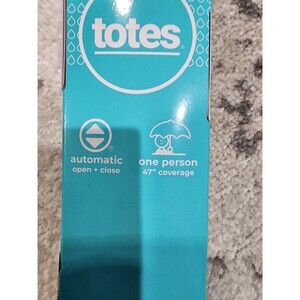 totes
automatic
open + close
one person
47" coverage